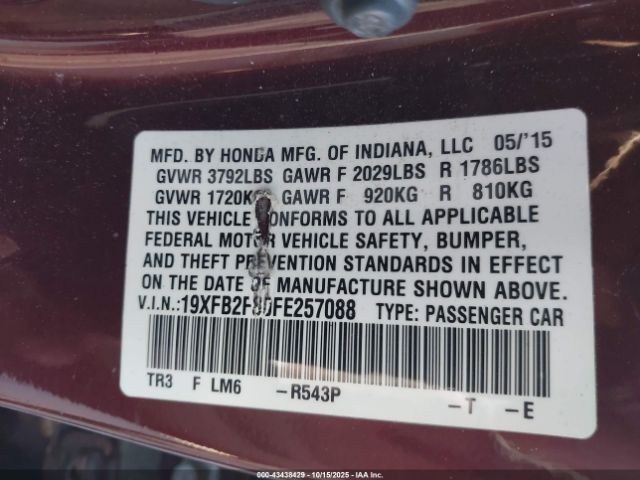 MFD. BY HONDA MFG. OF INDIANA, LLC 05/'15
GVWR 3792LBS GAWR F 2029LBS R 1786LBS
GVWR 1720KG GAWR F 920KG R 810KG
THIS VEHICLE CONFORMS TO ALL APPLICABLE
FEDERAL MOTOR VEHICLE SAFETY, BUMPER,
AND THEFT PREVENTION STANDARDS IN EFFECT
ON THE DATE OF MANUFACTURE SHOWN ABOVE.
V.I.N.:19XFB2F80FE257088 TYPE: PASSENGER CAR
TR3 F LM6 -R543P -T -E
000-43438429 - 10/15/2025 - IAA Inc.